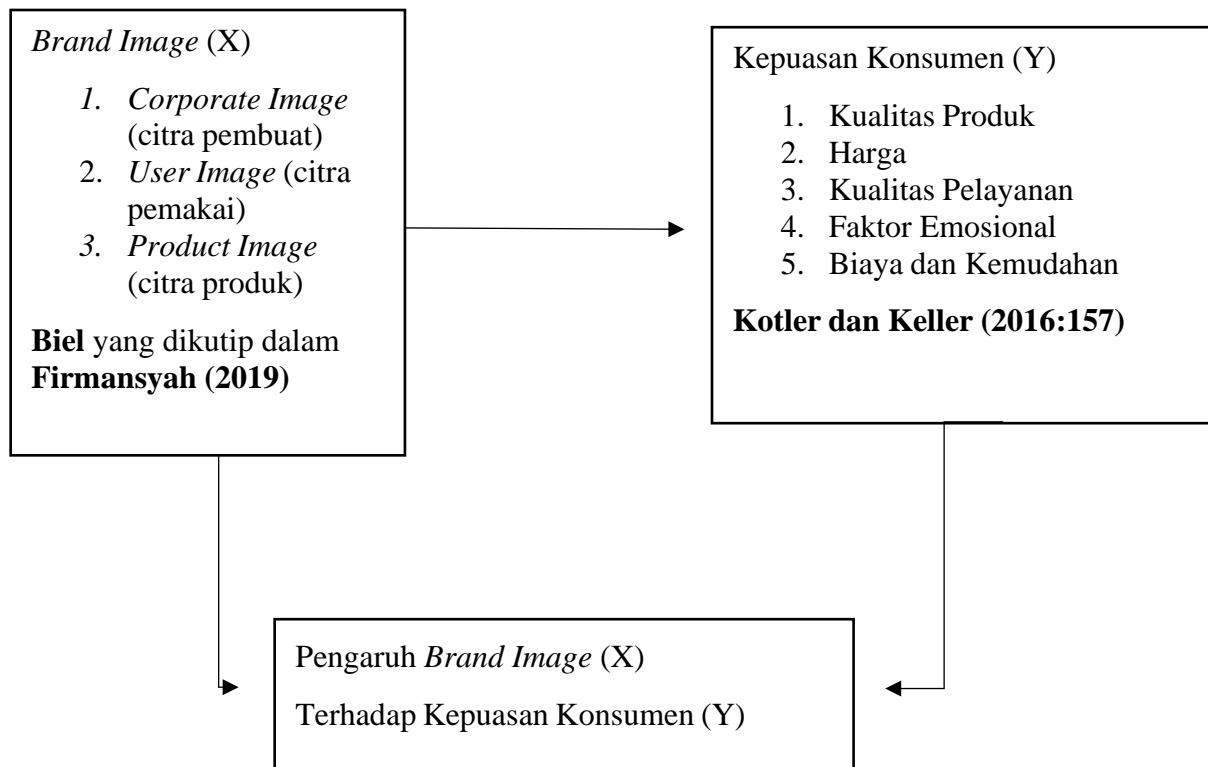 Brand Image (X)
1. Corporate Image
(citra pembuat)
2. User Image (citra
pemakai)
3. Product Image
(citra produk)
Biel yang dikutip dalam
Firmansyah (2019)
Kepuasan Konsumen (Y)
1. Kualitas Produk
2. Harga
3. Kualitas Pelayanan
4. Faktor Emosional
5. Biaya dan Kemudahan
Kotler dan Keller (2016:157)
Pengaruh Brand Image (X)
Terhadap Kepuasan Konsumen (Y)